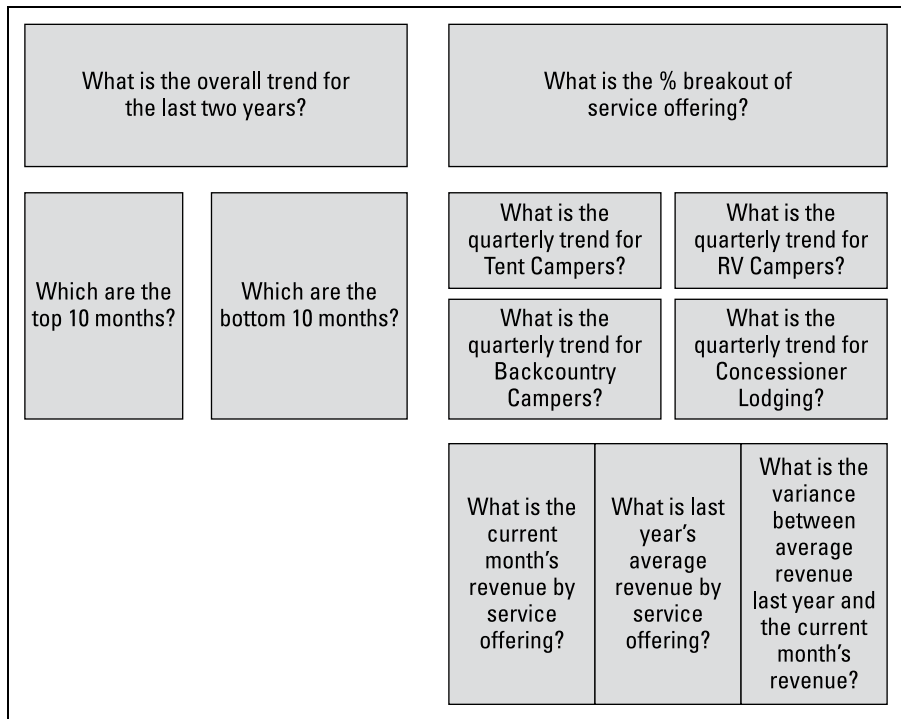 What is the overall trend for
the last two years?
What is the % breakout of
service offering?
Which are the
top 10 months?
Which are the
bottom 10 months?
What is the
quarterly trend for
Tent Campers?
What is the
quarterly trend for
RV Campers?
What is the
quarterly trend for
Backcountry
Campers?
What is the
quarterly trend for
Concessioner
Lodging?
What is the
current
month's
revenue by
service
offering?
What is last
year's
average
revenue by
service
offering?
What is the
variance
between
average
revenue
last year and
the current
month's
revenue?